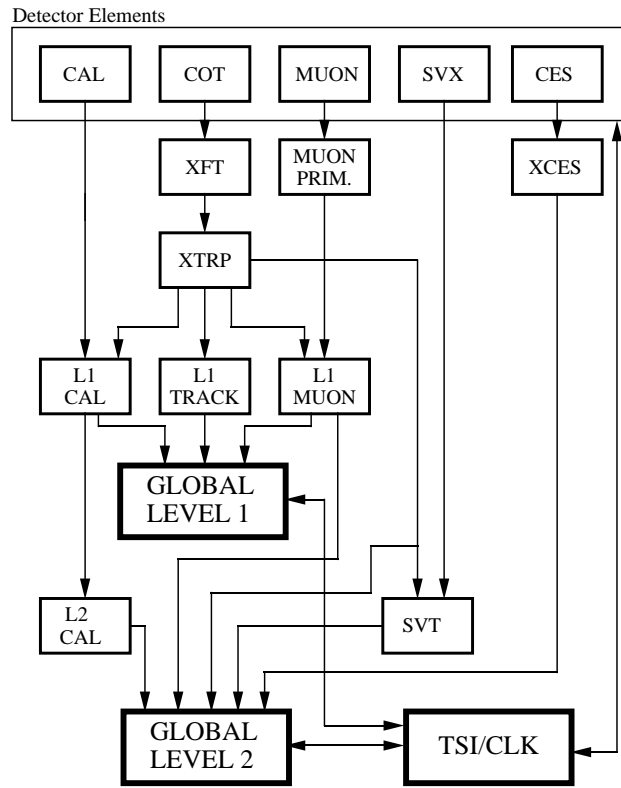 Detector Elements
CAL
COT
MUON
SVX
CES
XFT
MUON
PRIM.
XCES
XTRP
L1
CAL
L1
TRACK
L1
MUON
GLOBAL
LEVEL 1
L2
CAL
SVT
GLOBAL
LEVEL 2
TSI/CLK